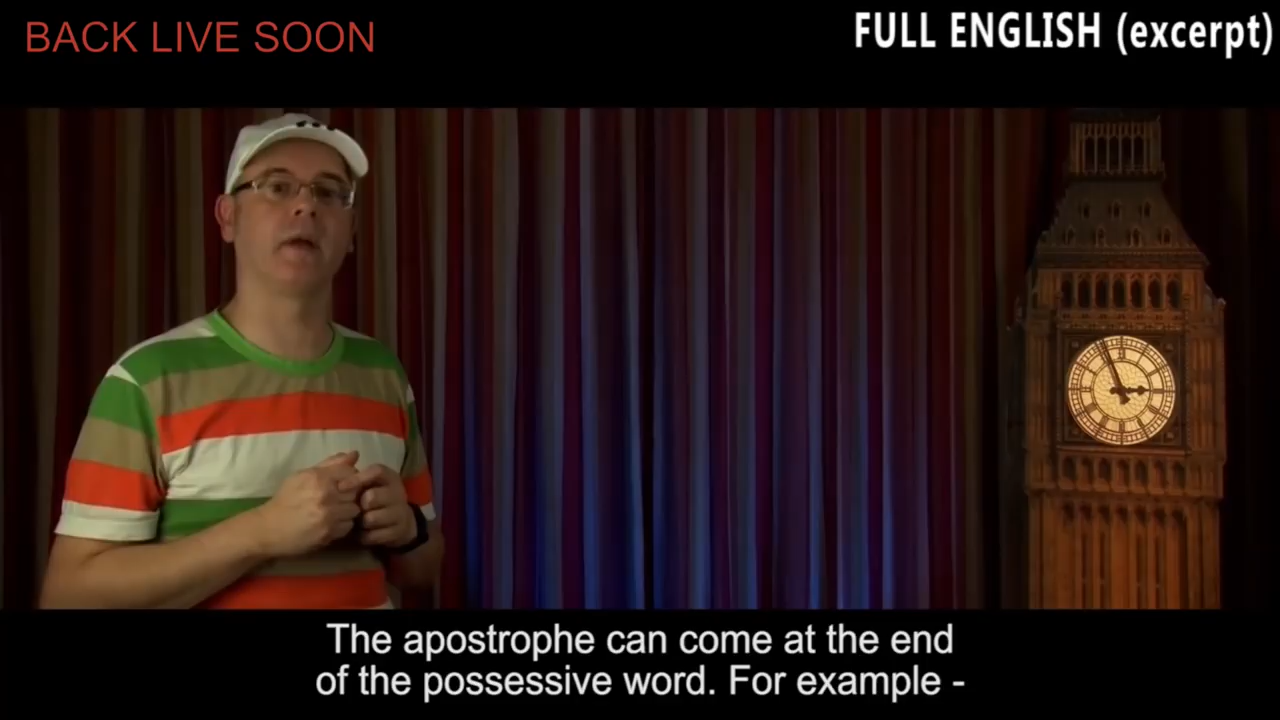 BACK LIVE SOON
FULL ENGLISH (excerpt)
The apostrophe can come at the end
of the possessive word. For example -